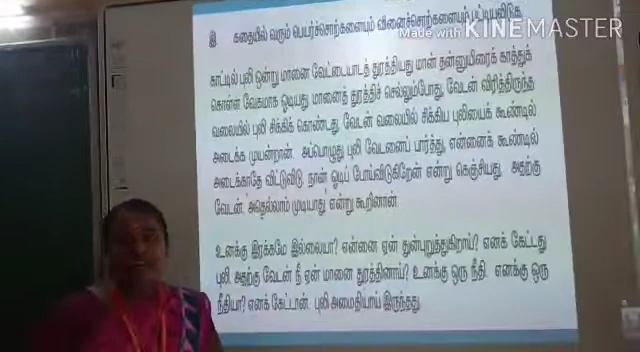 Made with KINEMASTER
இ. கதையில் வரும் பெயர்ச்சொற்களையும் வினைச்சொற்களையும் பட்டியலிடுக.
காட்டில் புலி ஒன்று மானை வேட்டையாடத் துரத்தியது மான் தன்னுயிரைக் காத்துக்
கொள்ள வேகமாக ஓடியது மானைத் துரத்திச் செல்லும்போது, வேடன் விரித்திருந்த
வலையில் புலி சிக்கிக் கொண்டது. வேடன் வலையில் சிக்கிய புலியைக் கூண்டில்
அடைக்க முயன்றான். அப்பொழுது புலி வேடனைப் பார்த்து, என்னைக் கூண்டில்
அடைக்காதே விட்டுவிடு. நான் ஓடிப் போய்விடுகிறேன் என்று கெஞ்சியது. அதற்கு
வேடன், 'அதெல்லாம் முடியாது' என்று கூறினான்.
உனக்கு இரக்கமே இல்லையா? என்னை ஏன் துன்புறுத்துகிறாய்? எனக் கேட்டது
புலி. அதற்கு வேடன் நீ ஏன் மானை துரத்தினாய்? உனக்கு ஒரு நீதி. எனக்கு ஒரு
நீதியா? எனக் கேட்டான். புலி அமைதியாய் இருந்தது.